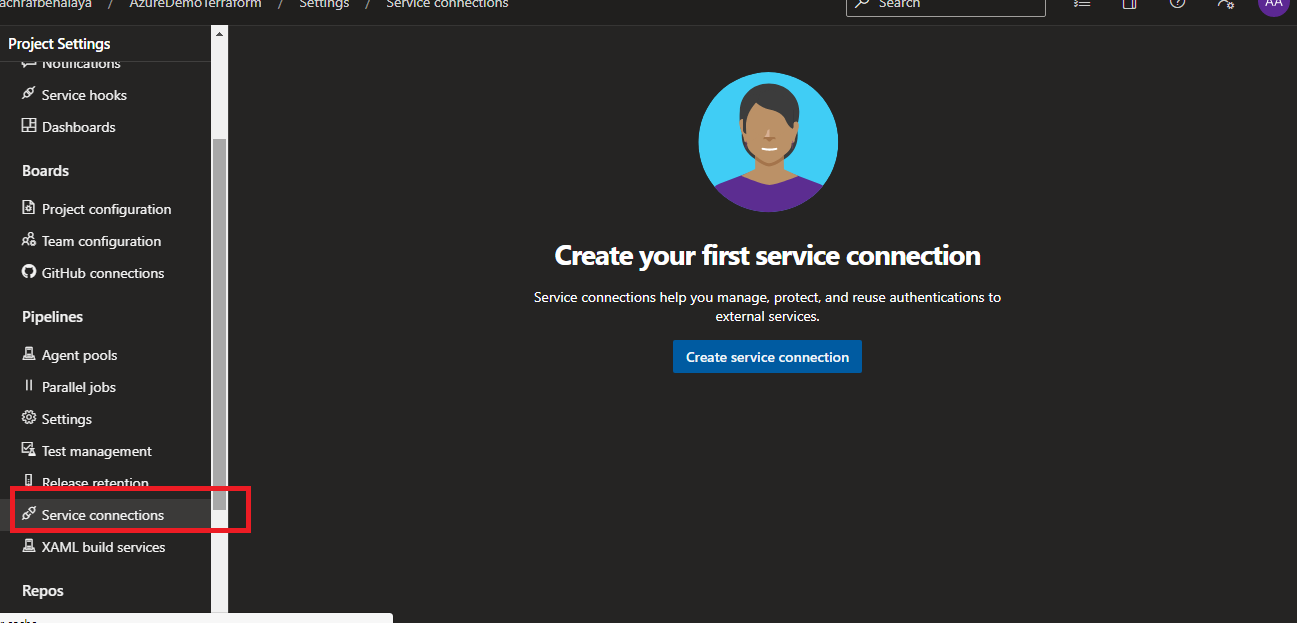 achrafbenalaya / AzureDemoTerraform / Settings / Service connections
Search
AA
Project Settings
Notifications
Service hooks
Dashboards
Boards
Project configuration
Team configuration
GitHub connections
Pipelines
Agent pools
Parallel jobs
Settings
Test management
Release retention
Service connections
XAML build services
Repos
Create your first service connection
Service connections help you manage, protect, and reuse authentications to
external services.
Create service connection